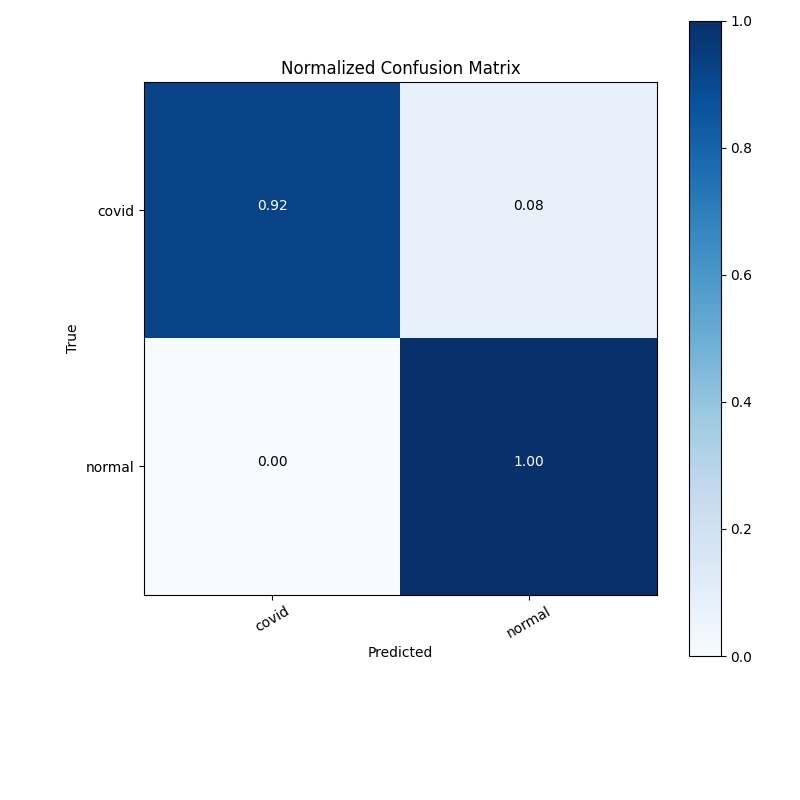 Normalized Confusion Matrix
True
covid
0.92
0.08
normal
0.00
1.00
covid
normal
Predicted
1.0
0.8
0.6
0.4
0.2
0.0